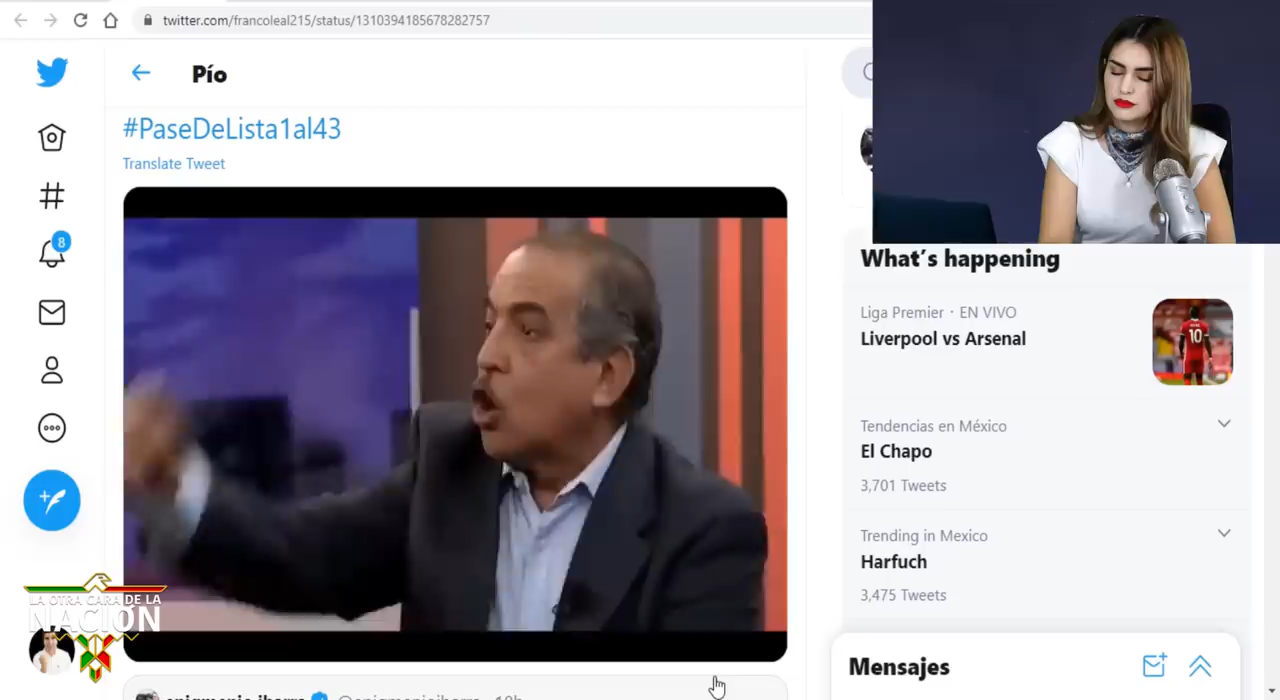 twitter.com/francoleal215/status/1310394185678282757
Pío
#PaseDeLista1al43
Translate Tweet
8
What's happening
Liga Premier · EN VIVO
Liverpool vs Arsenal
10
Tendencias en México
El Chapo
3,701 Tweets
Trending in Mexico
Harfuch
3,475 Tweets
LA OTRA CARA DE LA
NACIÓN
Mensajes